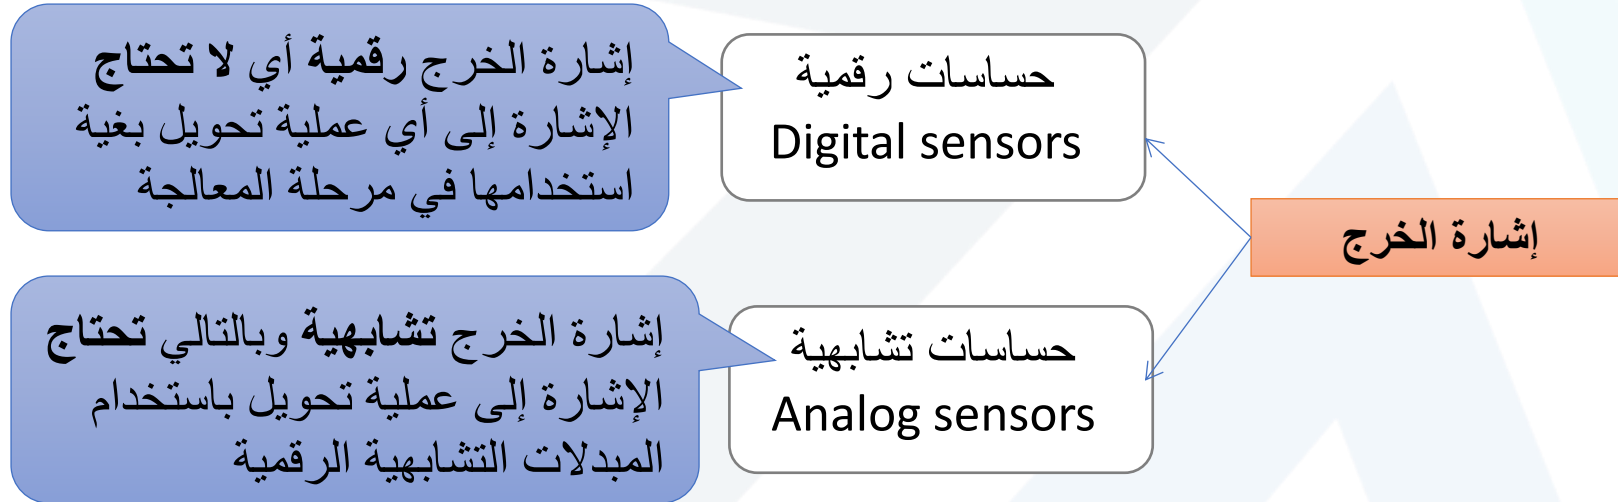 إشارة الخرج
حساسات رقمية
Digital sensors
إشارة الخرج رقمية أي لا تحتاج
الإشارة إلى أي عملية تحويل بغية
استخدامها في مرحلة المعالجة
حساسات تشابهية
Analog sensors
إشارة الخرج تشابهية وبالتالي تحتاج
الإشارة إلى عملية تحويل باستخدام
المبدلات التشابهية الرقمية